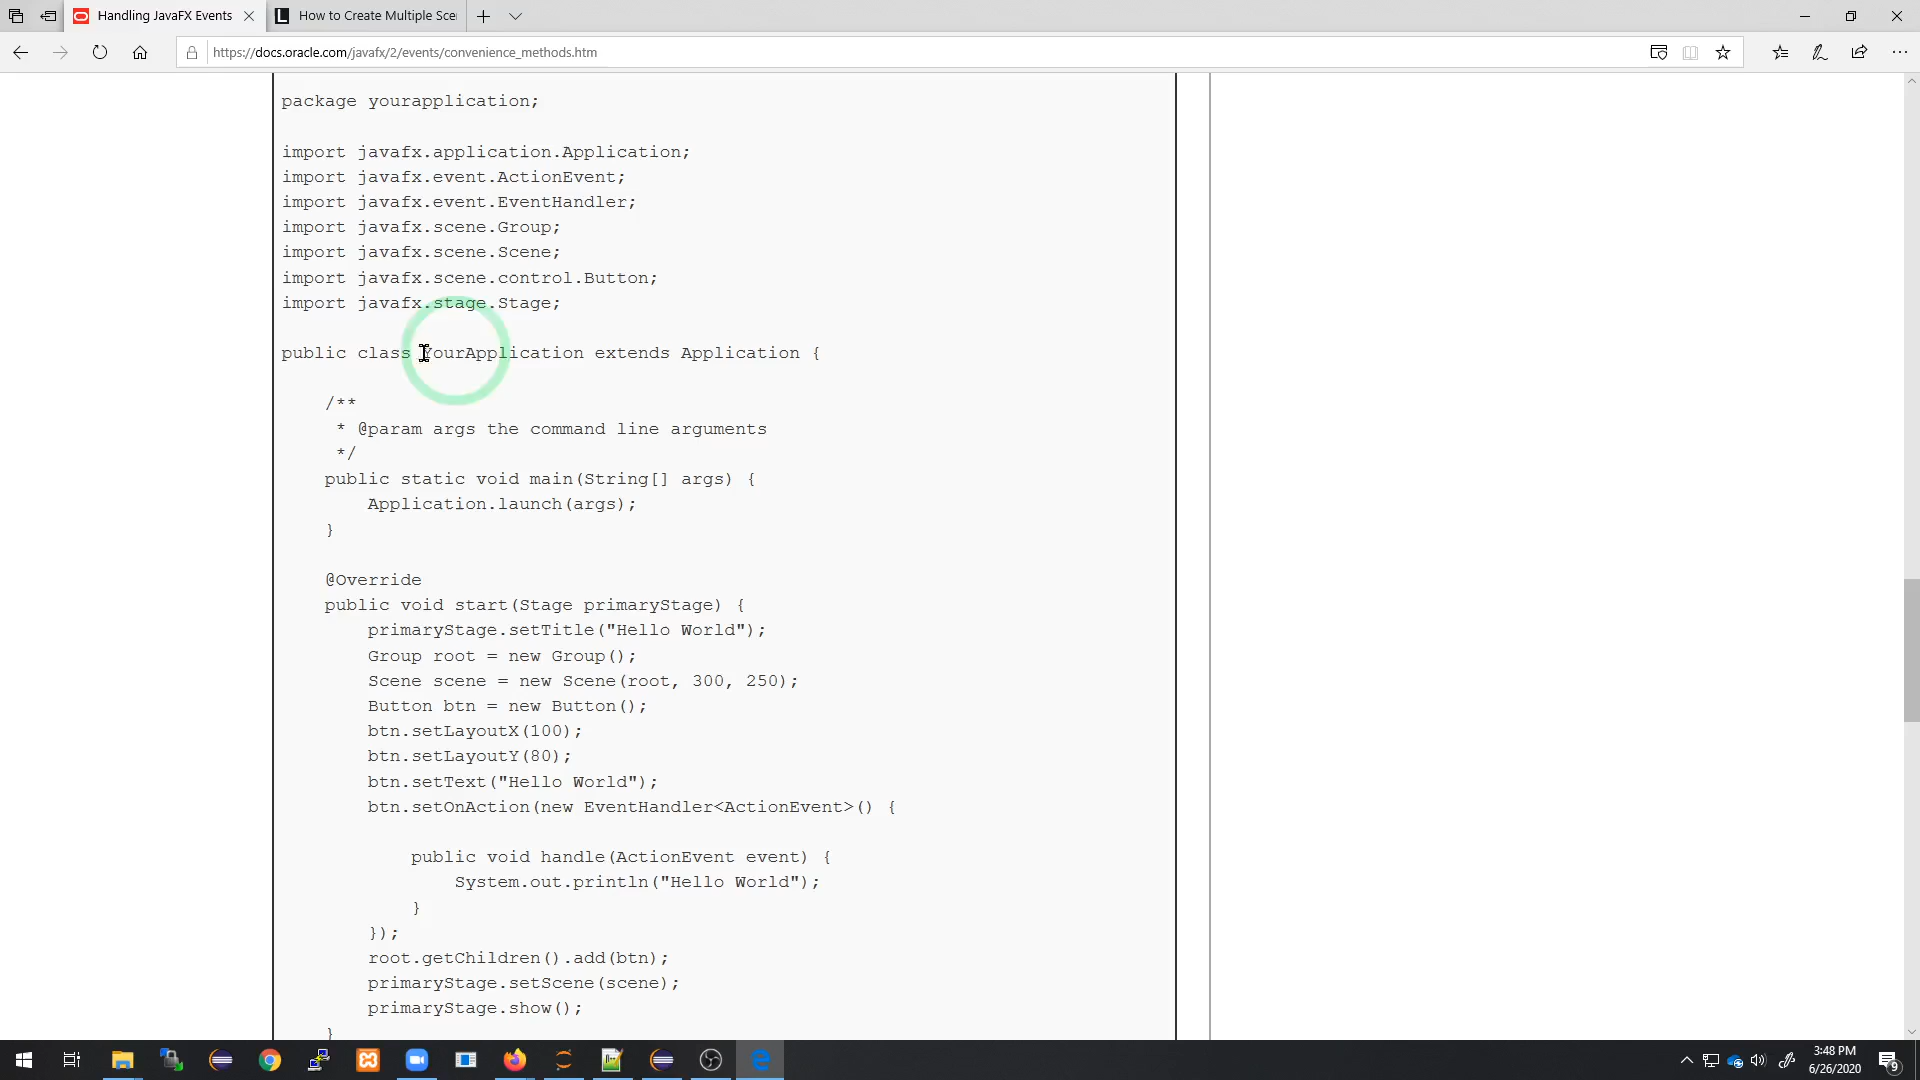 Handling JavaFX Events
How to Create Multiple Sce
https://docs.oracle.com/javafx/2/events/convenience_methods.htm
package yourapplication;
import javafx.application.Application;
import javafx.event.ActionEvent;
import javafx.event.EventHandler;
import javafx.scene.Group;
import javafx.scene.Scene;
import javafx.scene.control.Button;
import javafx.stage.Stage;
public class YourApplication extends Application {
/**
* @param args the command line arguments
*/
public static void main(String[] args) {
Application.launch(args);
}
@Override
public void start(Stage primaryStage) {
primaryStage.setTitle("Hello World");
Group root = new Group();
Scene scene = new Scene(root, 300, 250);
Button btn = new Button();
btn.setLayoutX(100);
btn.setLayoutY(80);
btn.setText("Hello World");
btn.setOnAction(new EventHandler<ActionEvent>() {
public void handle(ActionEvent event) {
System.out.println("Hello World");
}
});
root.getChildren().add(btn);
primaryStage.setScene(scene);
primaryStage.show();
}
3:48 PM
6/26/2020
9